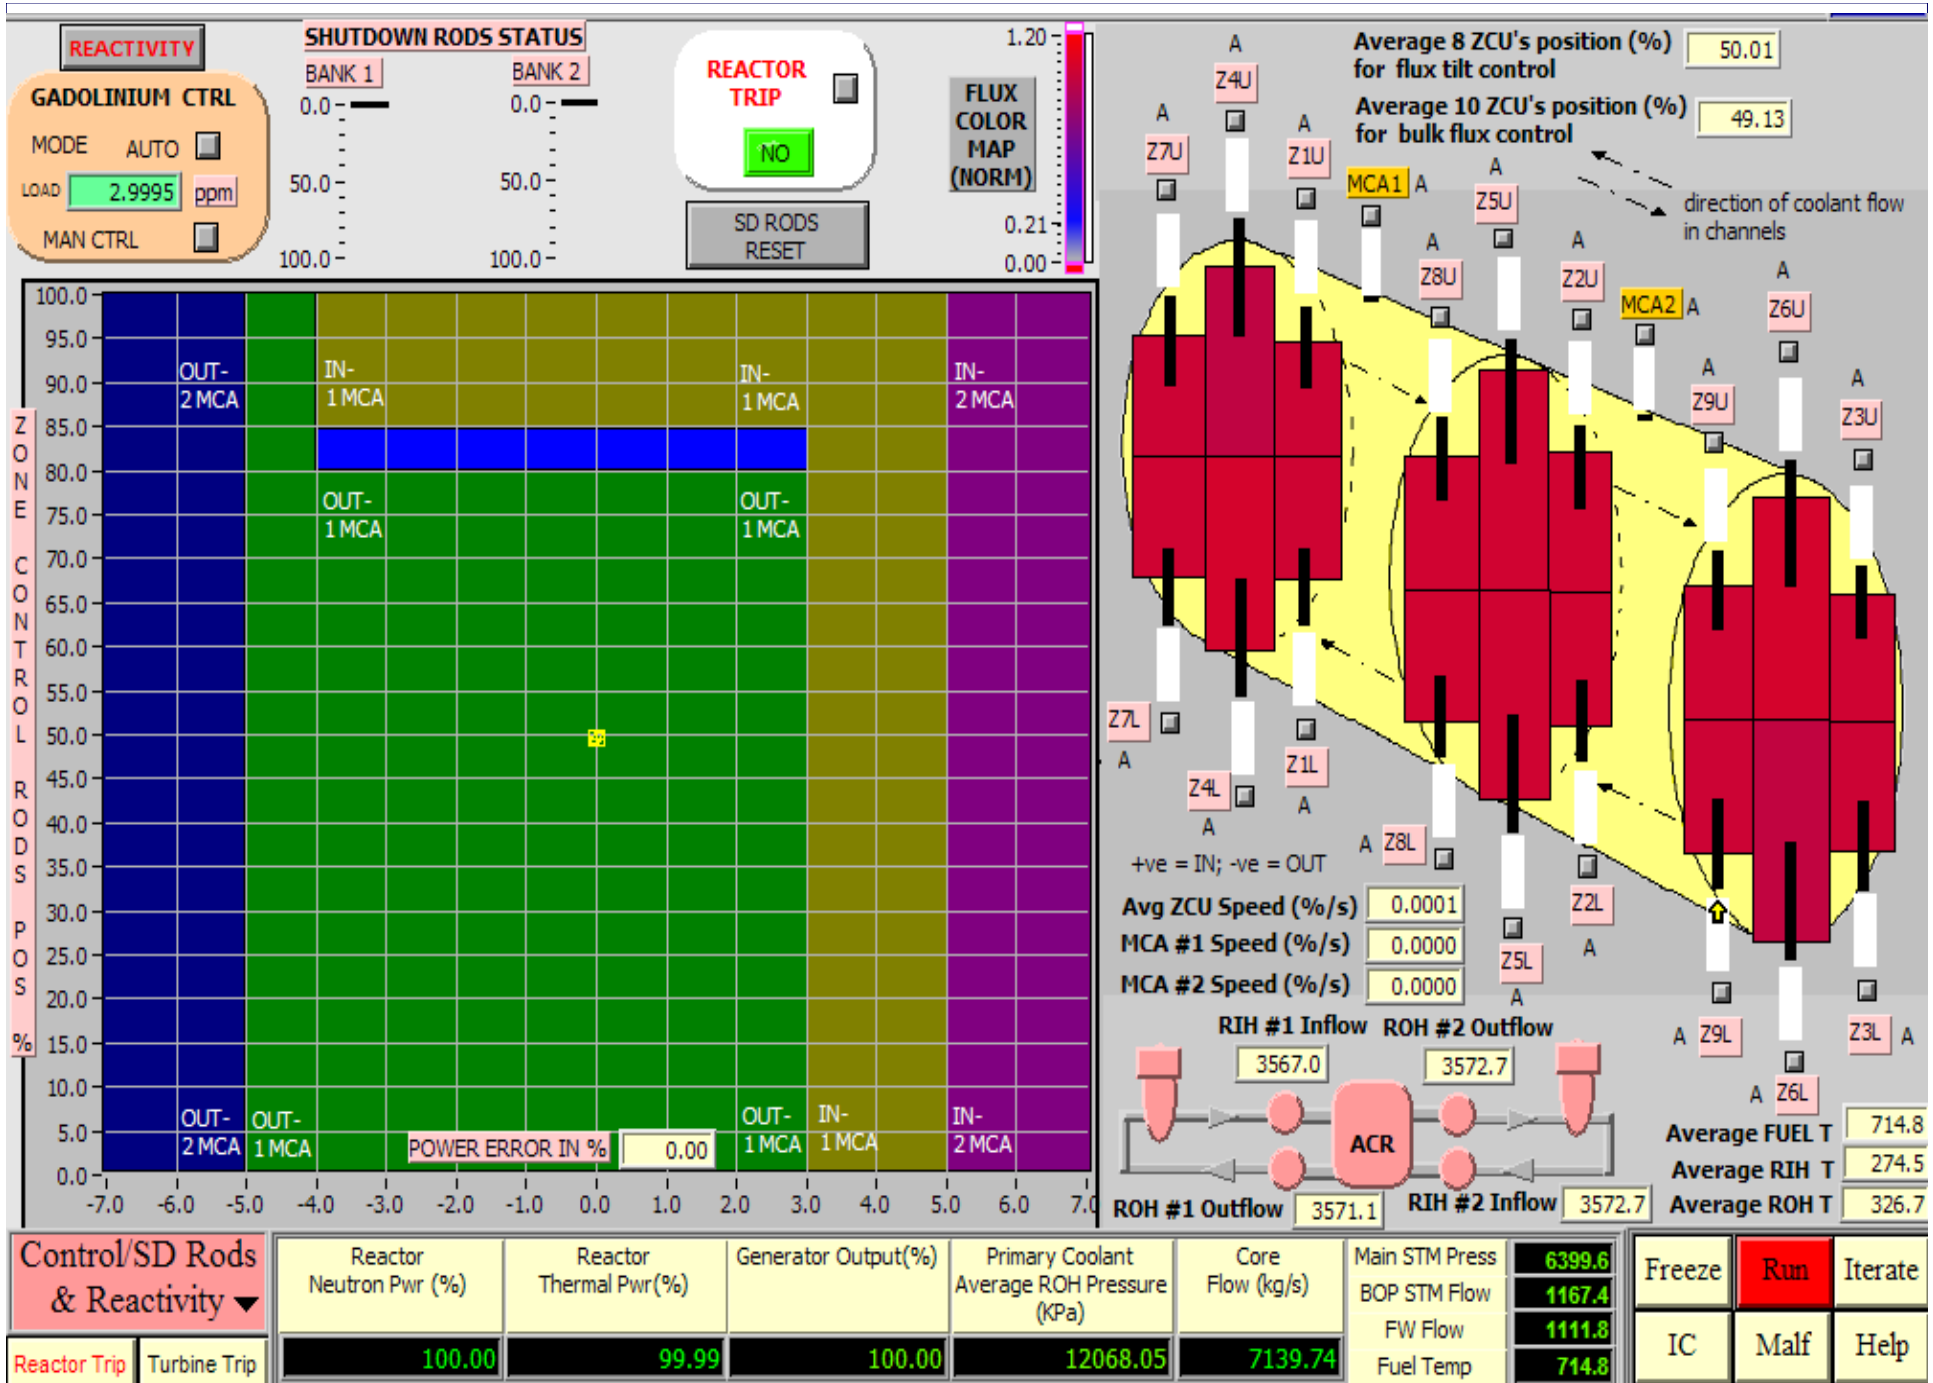 REACTIVITY
GADOLINIUM CTRL
MODE AUTO
LOAD 2.9995 ppm
MAN CTRL
SHUTDOWN RODS STATUS
BANK 1
0.0
50.0
100.0
BANK 2
0.0
50.0
100.0
REACTOR
TRIP
NO
SD RODS
RESET
FLUX
COLOR
MAP
(NORM)
1.20
0.21
0.00
Average 8 ZCU's position (%)
for flux tilt control
50.01
Average 10 ZCU's position (%)
for bulk flux control
49.13
direction of coolant flow
in channels
A
Z4U
A
Z7U
A
Z1U
MCA1 A
A
Z5U
A
Z8U
A
Z2U
MCA2 A
A
Z6U
A
Z9U
A
Z3U
Z7L
A
Z4L
A
Z1L
A
A Z8L
Z2L
A
Z5L
A
A Z9L
Z3L A
A Z6L
ZONE CONTROL RODS POS %
100.0
95.0
90.0
85.0
80.0
75.0
70.0
65.0
60.0
55.0
50.0
45.0
40.0
35.0
30.0
25.0
20.0
15.0
10.0
5.0
0.0
OUT-
2 MCA
IN-
1 MCA
IN-
1 MCA
IN-
2 MCA
OUT-
1 MCA
OUT-
1 MCA
OUT-
2 MCA
OUT-
1 MCA
POWER ERROR IN % 0.00
OUT-
1 MCA
IN-
1 MCA
IN-
2 MCA
-7.0 -6.0 -5.0 -4.0 -3.0 -2.0 -1.0 0.0 1.0 2.0 3.0 4.0 5.0 6.0 7.0
+ve = IN; -ve = OUT
Avg ZCU Speed (%/s) 0.0001
MCA #1 Speed (%/s) 0.0000
MCA #2 Speed (%/s) 0.0000
RIH #1 Inflow ROH #2 Outflow
3567.0 3572.7
ACR
ROH #1 Outflow 3571.1 RIH #2 Inflow 3572.7
Average FUEL T 714.8
Average RIH T 274.5
Average ROH T 326.7
Control/SD Rods
& Reactivity
Reactor Trip Turbine Trip
Reactor
Neutron Pwr (%)
100.00
Reactor
Thermal Pwr(%)
99.99
Generator Output(%)
100.00
Primary Coolant
Average ROH Pressure
(KPa)
12068.05
Core
Flow (kg/s)
7139.74
Main STM Press 6399.6
BOP STM Flow 1167.4
FW Flow 1111.8
Fuel Temp 714.8
Freeze Run Iterate
IC Malf Help